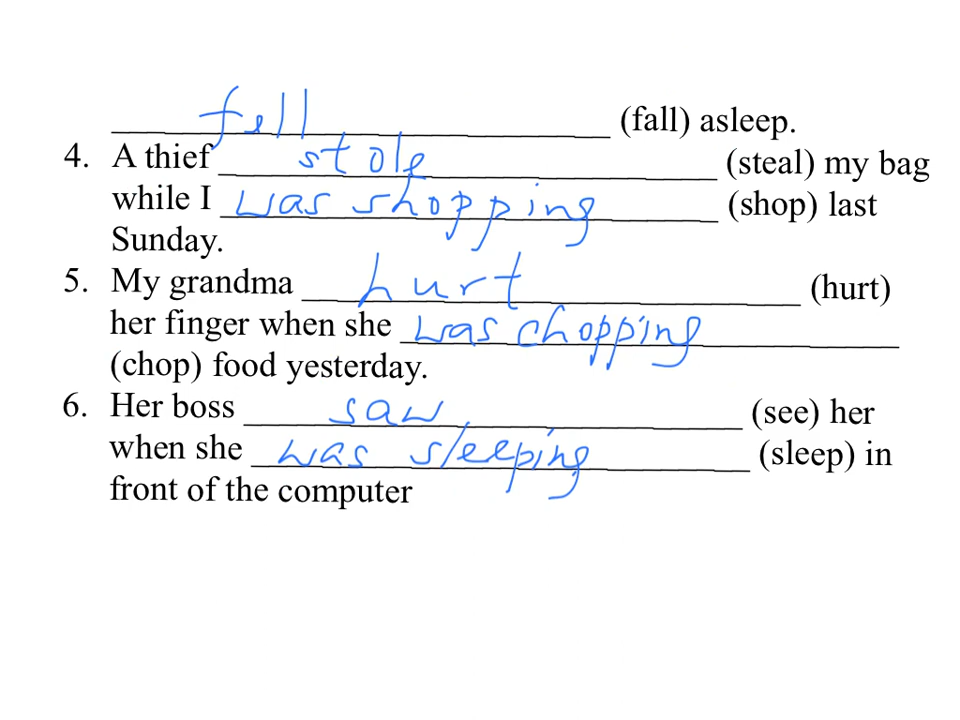 fell (fall) asleep.
4. A thief stole (steal) my bag
while I was shopping (shop) last
Sunday.
5. My grandma hurt (hurt)
her finger when she was chopping
(chop) food yesterday.
6. Her boss saw (see) her
when she was sleeping (sleep) in
front of the computer